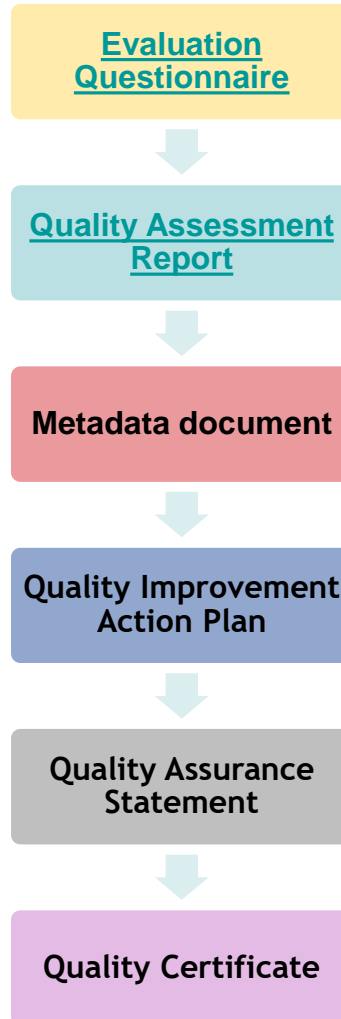 Evaluation
Questionnaire
Quality Assessment
Report
Metadata document
Quality Improvement
Action Plan
Quality Assurance
Statement
Quality Certificate